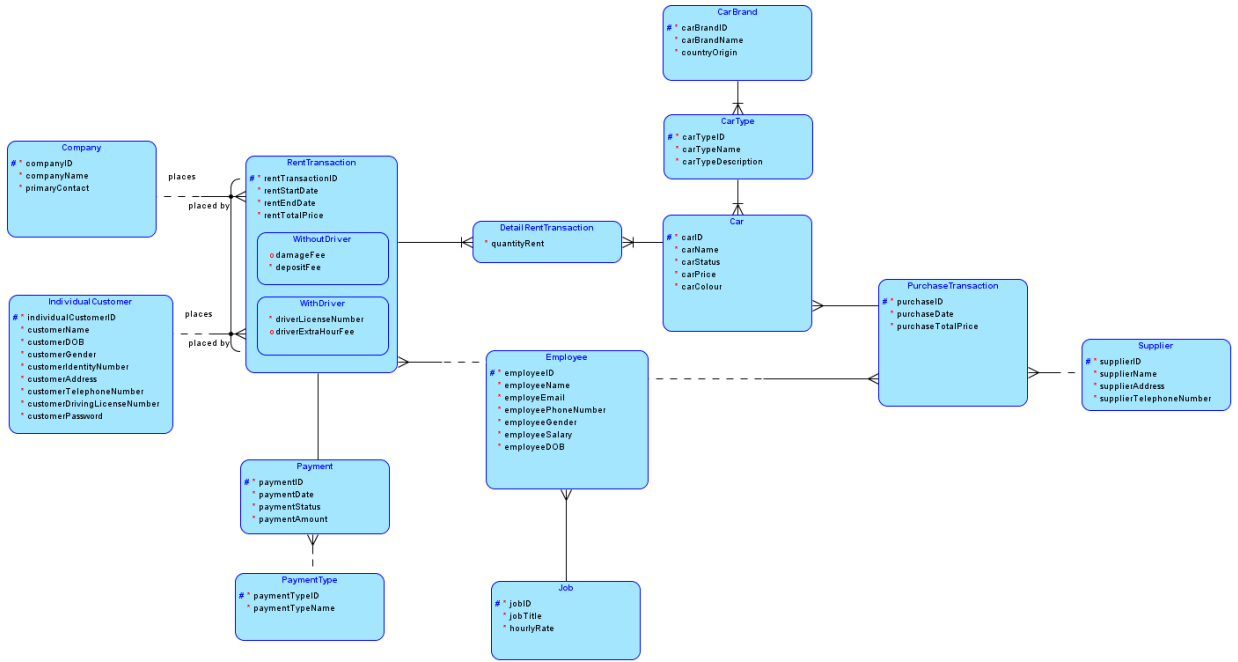 CarBrand
# * carBrandID
* carBrandName
* countryOrigin
CarType
# * carTypeID
* carTypeName
* carTypeDescription
Company
# * companyID
* companyName
* primaryContact
places
placed by
RentTransaction
# * rentTransactionID
* rentStartDate
* rentEndDate
* rentTotalPrice
WithoutDriver
o damageFee
* depositFee
WithDriver
* driverLicenseNumber
o driverExtraHourFee
DetailRentTransaction
* quantityRent
Car
# * carID
* carName
* carStatus
* carPrice
* carColour
PurchaseTransaction
# * purchaseID
* purchaseDate
* purchaseTotalPrice
IndividualCustomer
# * individualCustomerID
* customerName
* customerDOB
* customerGender
* customerIdentityNumber
* customerAddress
* customerTelephoneNumber
* customerDrivingLicenseNumber
* customerPassword
places
placed by
Employee
# * employeeID
* employeeName
* employeEmail
* employeePhoneNumber
* employeeGender
* employeeSalary
* employeeDOB
Supplier
# * supplierID
* supplierName
* supplierAddress
* supplierTelephoneNumber
Payment
# * paymentID
* paymentDate
* paymentStatus
* paymentAmount
PaymentType
# * paymentTypeID
* paymentTypeName
Job
# * jobID
* jobTitle
* hourlyRate